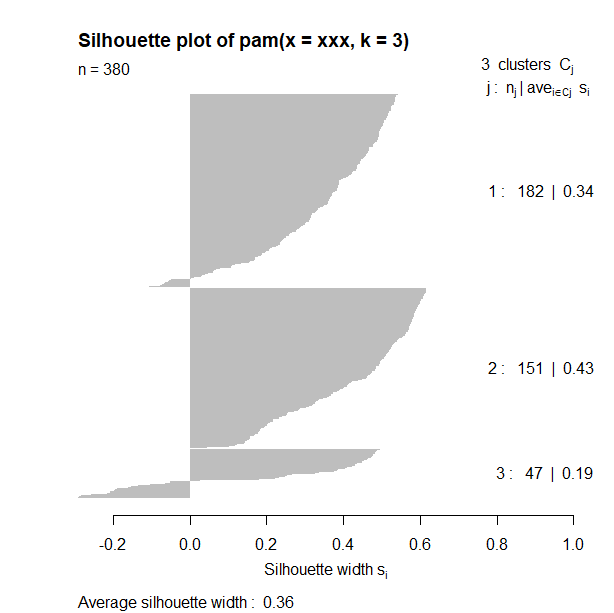 Silhouette plot of pam(x = xxx, k = 3)
n = 380
3 clusters Cj
j : nj | avei∈Cj si
1 : 182 | 0.34
2 : 151 | 0.43
3 : 47 | 0.19
-0.2 0.0 0.2 0.4 0.6 0.8 1.0
Silhouette width si
Average silhouette width : 0.36